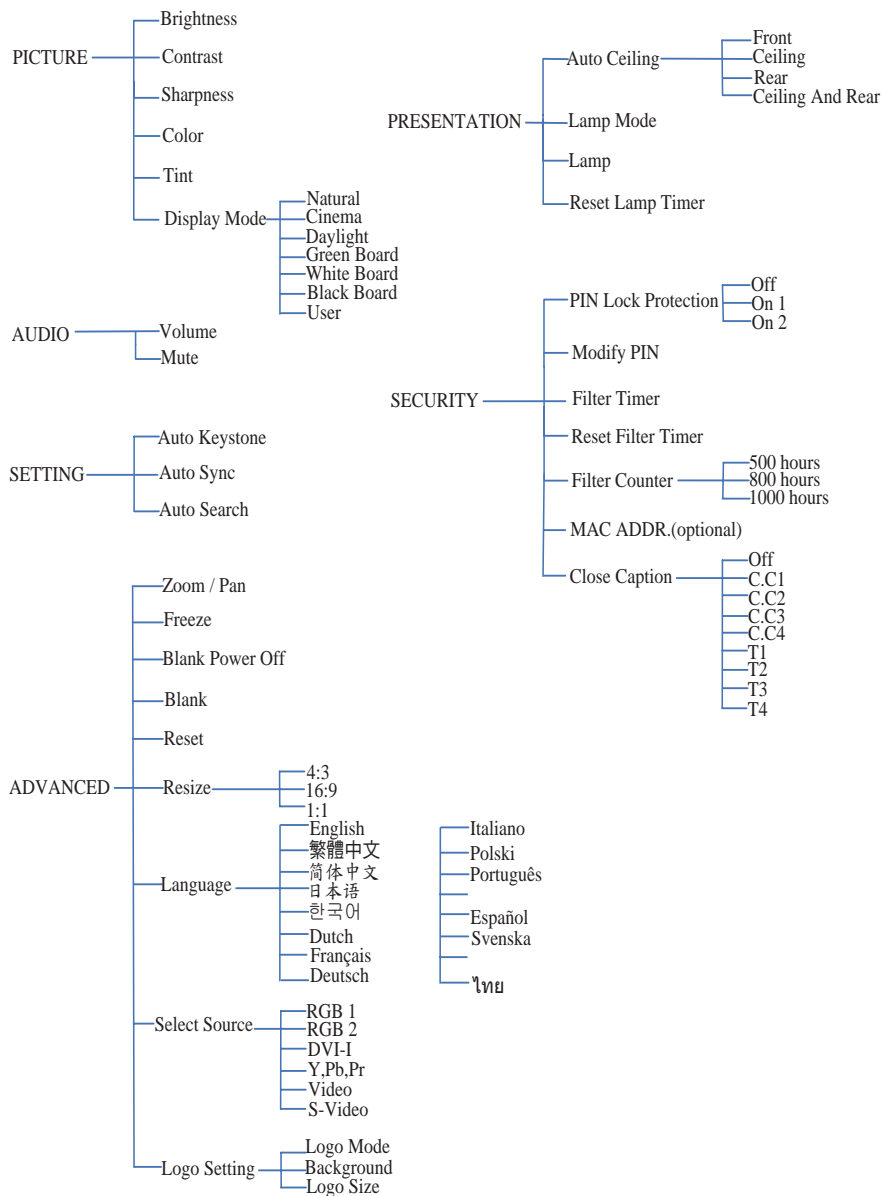 PICTURE
Brightness
Contrast
Sharpness
Color
Tint
Display Mode
Natural
Cinema
Daylight
Green Board
White Board
Black Board
User
AUDIO
Volume
Mute
SETTING
Auto Keystone
Auto Sync
Auto Search
ADVANCED
Zoom / Pan
Freeze
Blank Power Off
Blank
Reset
Resize
4:3
16:9
1:1
Language
English
繁體中文
简体中文
日本语
한국어
Dutch
Français
Deutsch
Italiano
Polski
Português
Español
Svenska
ไทย
Select Source
RGB 1
RGB 2
DVI-I
Y,Pb,Pr
Video
S-Video
Logo Setting
Logo Mode
Background
Logo Size
PRESENTATION
Auto Ceiling
Front
Ceiling
Rear
Ceiling And Rear
Lamp Mode
Lamp
Reset Lamp Timer
SECURITY
PIN Lock Protection
Off
On 1
On 2
Modify PIN
Filter Timer
Reset Filter Timer
Filter Counter
500 hours
800 hours
1000 hours
MAC ADDR.(optional)
Close Caption
Off
C.C1
C.C2
C.C3
C.C4
T1
T2
T3
T4